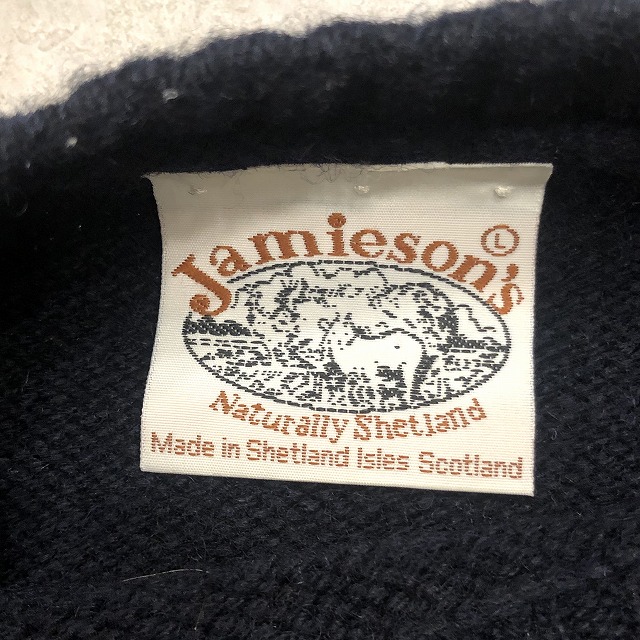 Jamieson's
L
Naturally Shetland
Made in Shetland Isles Scotland